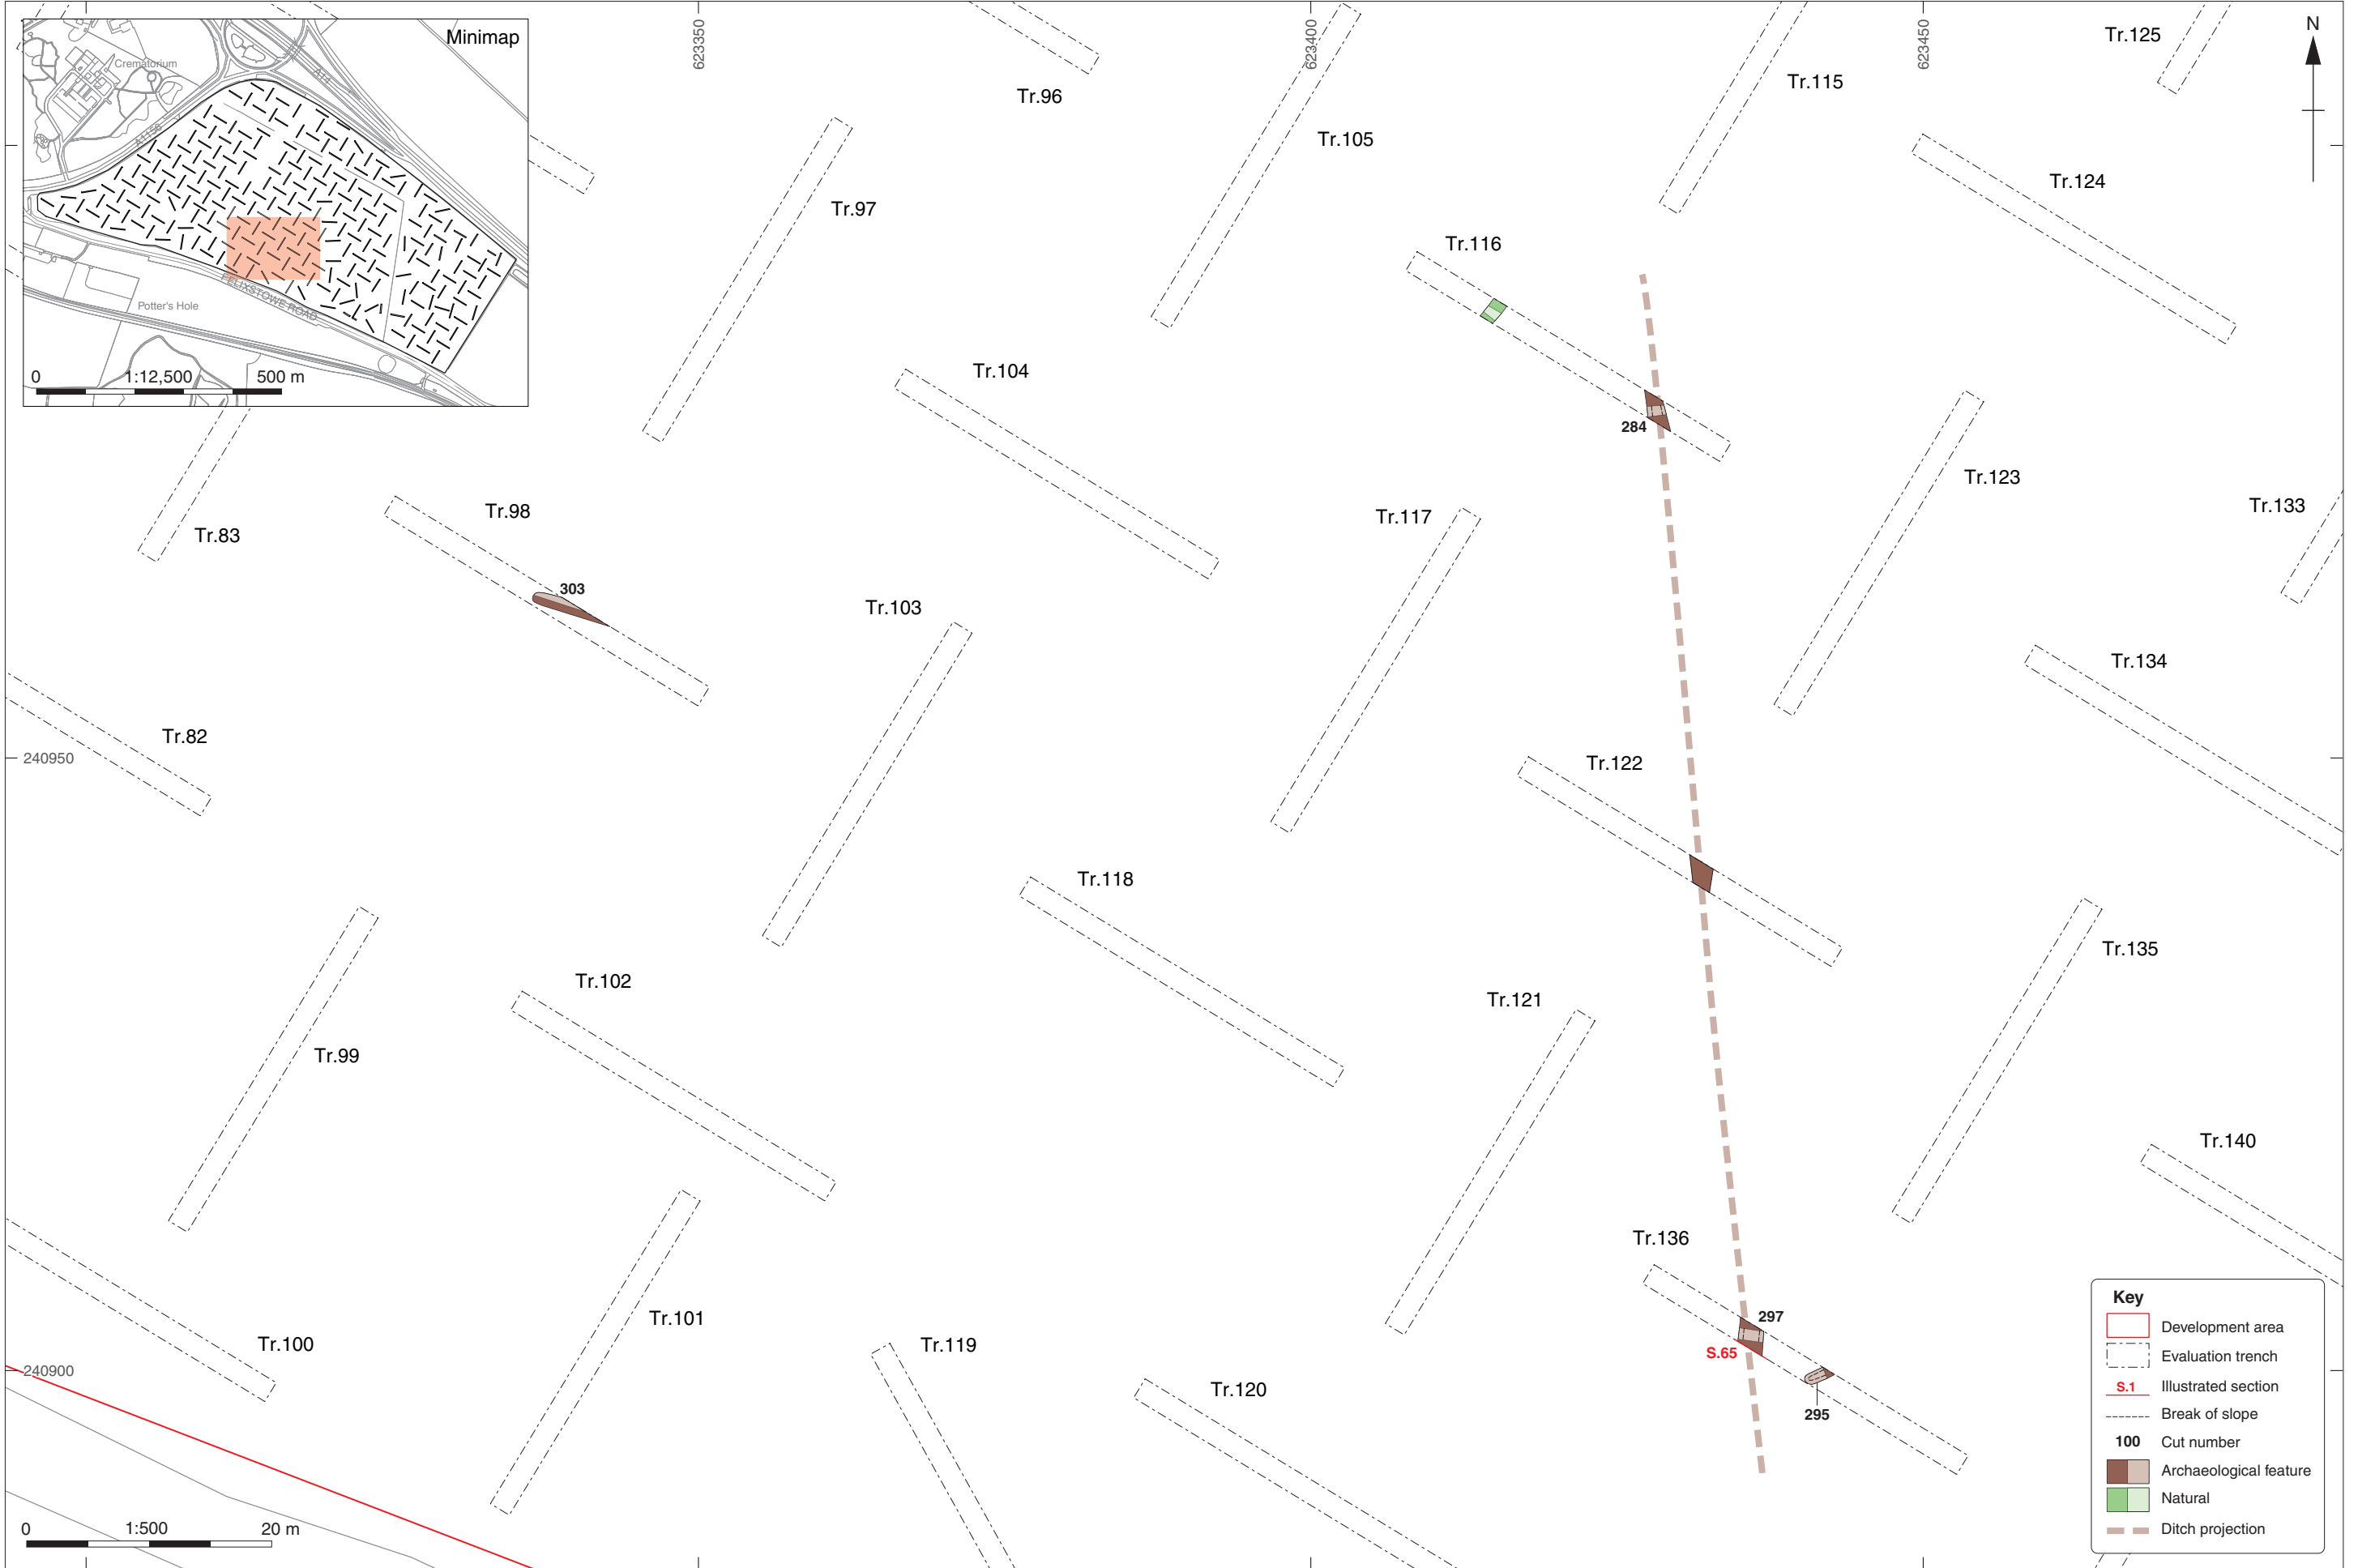 Minimap
Crematorium
A14
A1156
Potter's Hole
FELIXSTOWE ROAD
0 1:12,500 500 m
623350
623400
623450
N
Tr.96
Tr.105
Tr.115
Tr.125
Tr.97
Tr.124
Tr.116
Tr.104
284
Tr.123
Tr.133
Tr.98
Tr.117
Tr.83
303
Tr.103
Tr.134
Tr.82
240950
Tr.122
Tr.118
Tr.135
Tr.102
Tr.121
Tr.99
Tr.140
Tr.136
297
Tr.101
Tr.100
Tr.119
S.65
240900
Tr.120
295
0 1:500 20 m
Key
Development area
S.1 Illustrated section
Evaluation trench
Break of slope
100 Cut number
Archaeological feature
Natural
Ditch projection